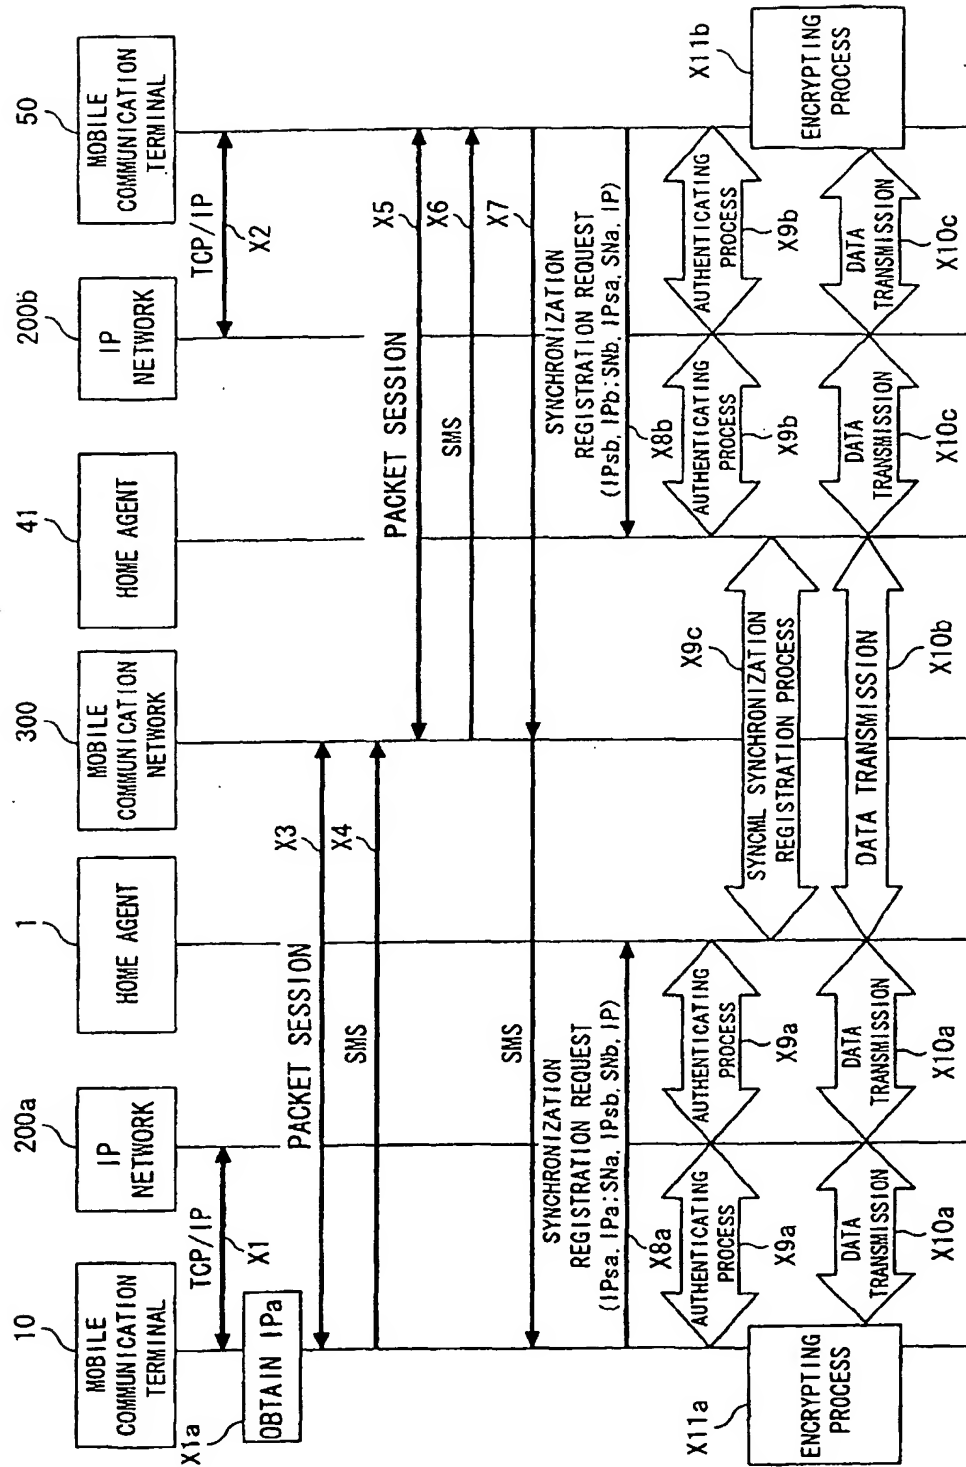 10
MOBILE
COMMUNICATION
TERMINAL
200a
IP
NETWORK
1
HOME AGENT
300
MOBILE
COMMUNICATION
NETWORK
41
HOME AGENT
200b
IP
NETWORK
50
MOBILE
COMMUNICATION
TERMINAL
TCP/IP
X1
TCP/IP
X2
X1a
OBTAIN IPa
PACKET SESSION
X3
SMS
X4
PACKET SESSION
X5
SMS
X6
SMS
X7
SYNCHRONIZATION
REGISTRATION REQUEST
(IPsa, IPa:SNa, IPsb, SNb, IP)
X8a
SYNCHRONIZATION
REGISTRATION REQUEST
(IPsb, IPb:SNb, IPsa, SNa, IP)
X8b
AUTHENTICATING
PROCESS
X9a
AUTHENTICATING
PROCESS
X9a
AUTHENTICATING
PROCESS
X9b
AUTHENTICATING
PROCESS
X9b
SYNCML SYNCHRONIZATION
REGISTRATION PROCESS
X9c
DATA
TRANSMISSION
X10a
DATA
TRANSMISSION
X10a
DATA TRANSMISSION
X10b
DATA
TRANSMISSION
X10c
DATA
TRANSMISSION
X10c
X11a
ENCRYPTING
PROCESS
X11b
ENCRYPTING
PROCESS